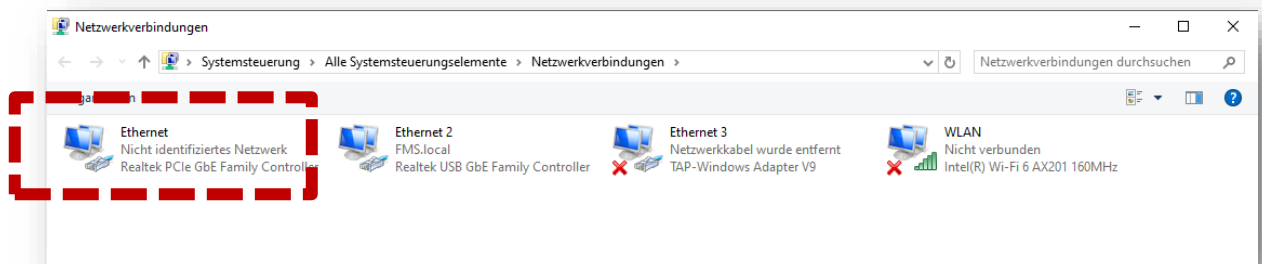 Netzwerkverbindungen
Systemsteuerung > Alle Systemsteuerungselemente > Netzwerkverbindungen >
Netzwerkverbindungen durchsuchen
Ethernet
Nicht identifiziertes Netzwerk
Realtek PCIe GbE Family Controller
Ethernet 2
FMS.local
Realtek USB GbE Family Controller
Ethernet 3
Netzwerkkabel wurde entfernt
TAP-Windows Adapter V9
WLAN
Nicht verbunden
Intel(R) Wi-Fi 6 AX201 160MHz